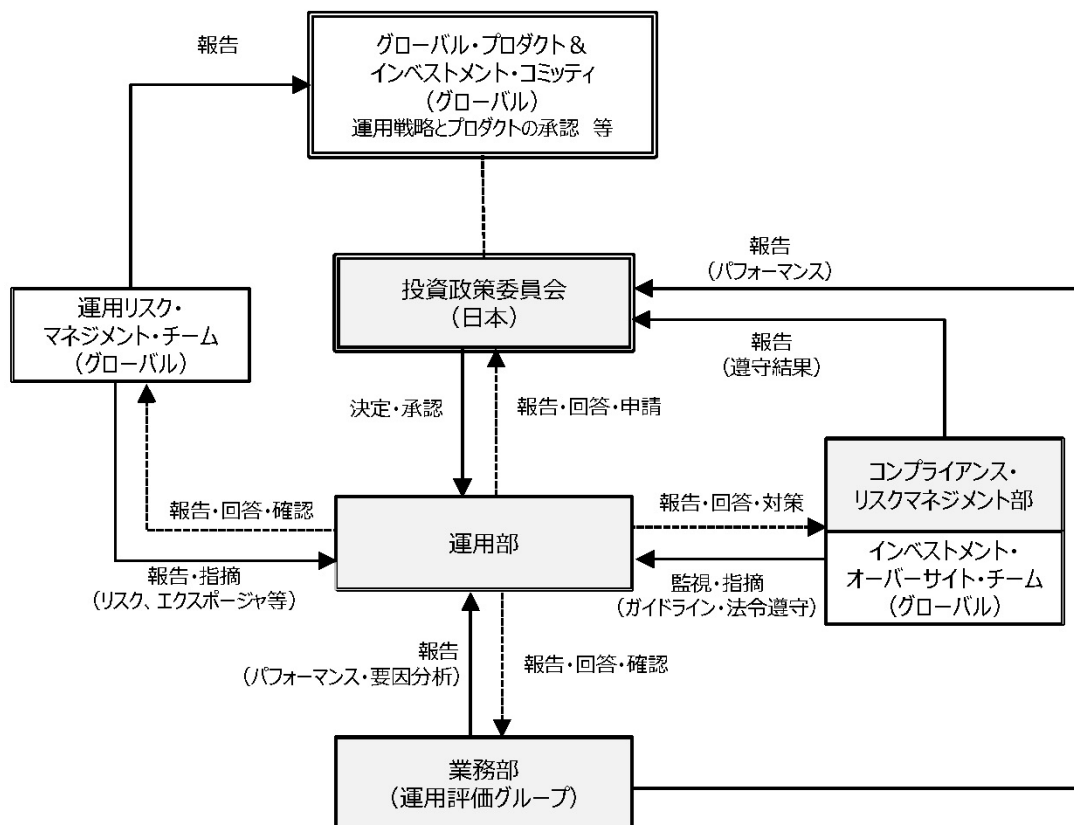 報告
グローバル・プロダクト＆
インベストメント・コミッティ
（グローバル）
運用戦略とプロダクトの承認 等
報告
（パフォーマンス）
投資政策委員会
（日本）
運用リスク・
マネジメント・チーム
（グローバル）
報告
（遵守結果）
決定・承認
報告・回答・申請
コンプライアンス・
リスクマネジメント部
報告・回答・確認
運用部
報告・回答・対策
インベストメント・
オーバーサイト・チーム
（グローバル）
報告・指摘
（リスク、エクスポージャ等）
監視・指摘
（ガイドライン・法令遵守）
報告
（パフォーマンス・要因分析）
報告・回答・確認
業務部
（運用評価グループ）